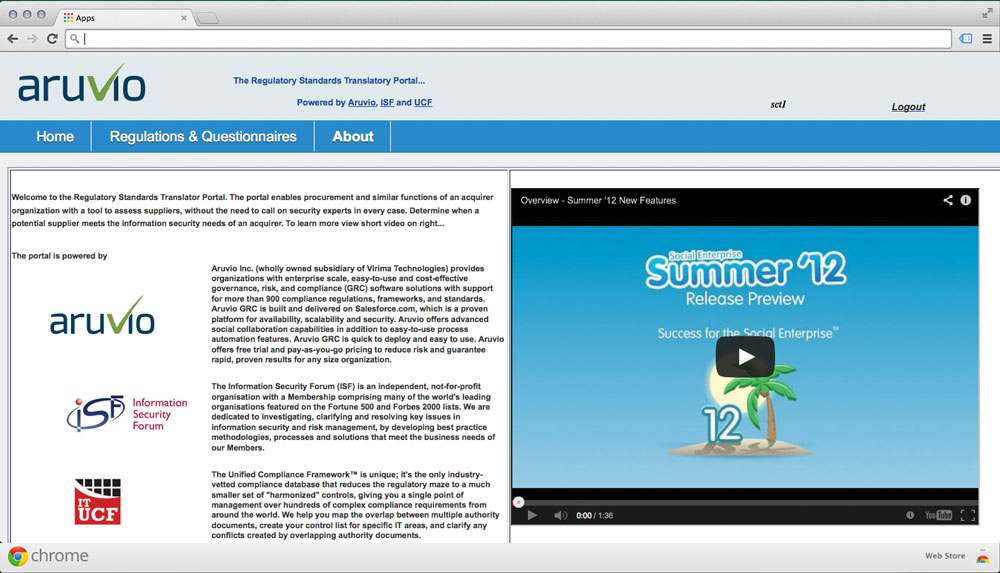 Apps
aruvio
The Regulatory Standards Translatory Portal...
Powered by Aruvio, ISF and UCF
sct1
Logout
Home
Regulations & Questionnaires
About
Welcome to the Regulatory Standards Translator Portal. The portal enables procurement and similar functions of an acquirer
organization with a tool to assess suppliers, without the need to call on security experts in every case. Determine when a
potential supplier meets the information security needs of an acquirer. To learn more view short video on right...
The portal is powered by
aruvio
Aruvio Inc. (wholly owned subsidiary of Virima Technologies) provides
organizations with enterprise scale, easy-to-use and cost-effective
governance, risk, and compliance (GRC) software solutions with support
for more than 900 compliance regulations, frameworks, and standards.
Aruvio GRC is built and delivered on Salesforce.com, which is a proven
platform for availability, scalability and security. Aruvio offers advanced
social collaboration capabilities in addition to easy-to-use process
automation features. Aruvio GRC is quick to deploy and easy to use. Aruvio
offers free trial and pay-as-you-go pricing to reduce risk and guarantee
rapid, proven results for any size organization.
iSF Information
Security
Forum
The Information Security Forum (ISF) is an independent, not-for-profit
organisation with a Membership comprising many of the world's leading
organisations featured on the Fortune 500 and Forbes 2000 lists. We are
dedicated to investigating, clarifying and resolving key issues in
information security and risk management, by developing best practice
methodologies, processes and solutions that meet the business needs of
our Members.
IT
UCF
The Unified Compliance Framework™ is unique; it's the only industry-
vetted compliance database that reduces the regulatory maze to a much
smaller set of "harmonized" controls, giving you a single point of
management over hundreds of complex compliance requirements from
around the world. We help you map the overlap between multiple authority
documents, create your control list for specific IT areas, and clarify any
conflicts created by overlapping authority documents.
Overview - Summer '12 New Features
Social Enterprise
Summer '12
Release Preview
Success for the Social Enterprise™
12
0:00 / 1:36
YouTube
chrome
Web Store